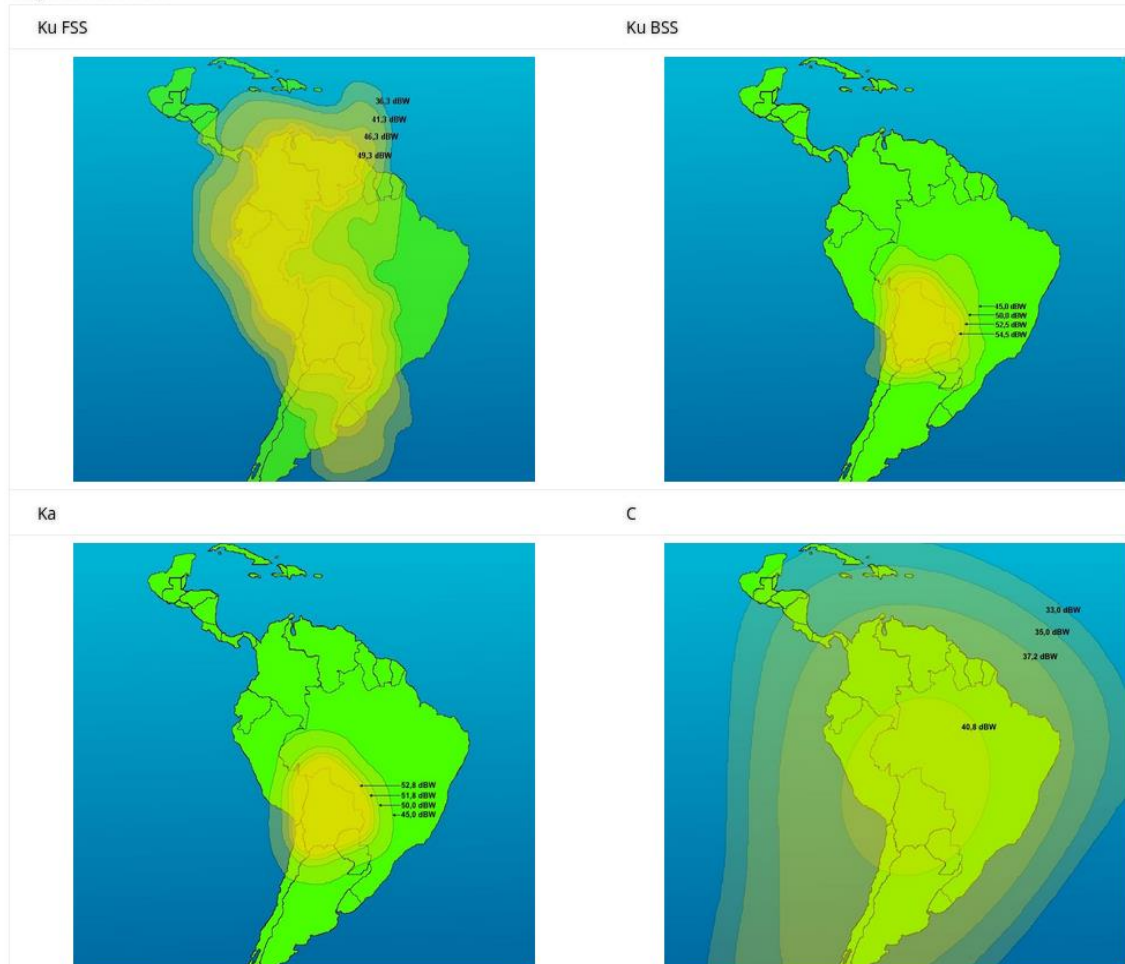 Ku FSS
Ku BSS
36,3 dBW
41,3 dBW
46,3 dBW
49,3 dBW
45,0 dBW
50,0 dBW
52,5 dBW
54,5 dBW
Ka
C
52,8 dBW
51,8 dBW
50,0 dBW
45,0 dBW
33,0 dBW
35,0 dBW
37,2 dBW
40,8 dBW